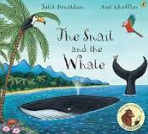 Julia Donaldson  Axel Scheffler
The Snail
and the
Whale